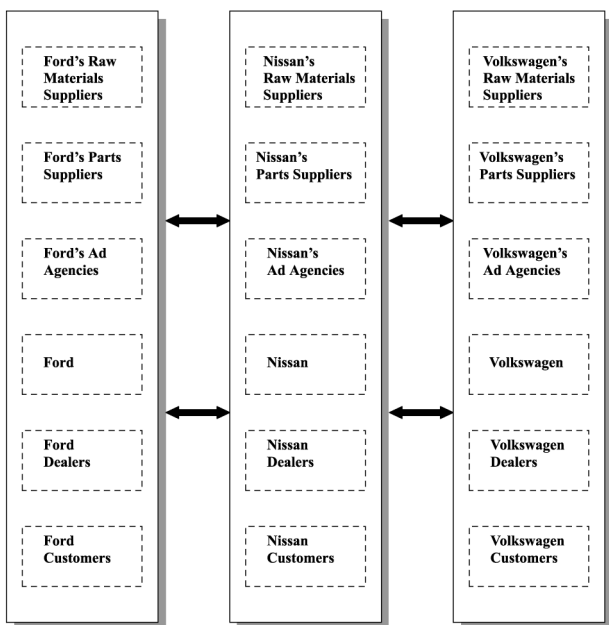 Ford's Raw
Materials
Suppliers
Ford's Parts
Suppliers
Ford's Ad
Agencies
Ford
Ford
Dealers
Ford
Customers
Nissan's
Raw Materials
Suppliers
Nissan's
Parts Suppliers
Nissan's
Ad Agencies
Nissan
Nissan
Dealers
Nissan
Customers
Volkswagen's
Raw Materials
Suppliers
Volkswagen's
Parts Suppliers
Volkswagen's
Ad Agencies
Volkswagen
Volkswagen
Dealers
Volkswagen
Customers